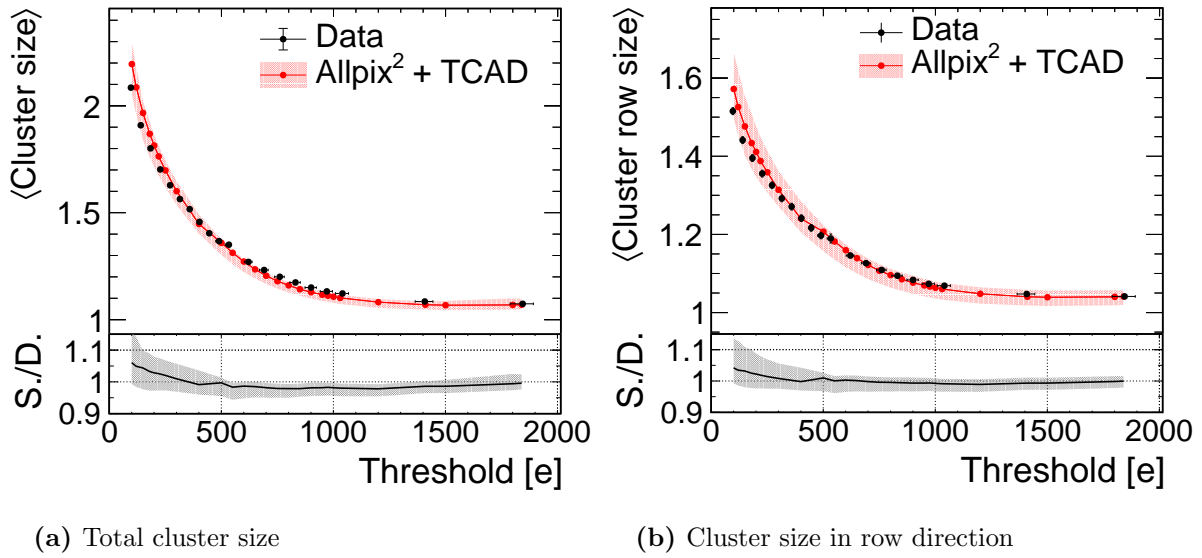 ⟨Cluster size⟩
2
1.5
1
Data
Allpix² + TCAD
S./D.
1.1
1
0.9
0 500 1000 1500 2000
Threshold [e]
(a) Total cluster size
⟨Cluster row size⟩
1.6
1.4
1.2
1
Data
Allpix² + TCAD
S./D.
1.1
1
0.9
0 500 1000 1500 2000
Threshold [e]
(b) Cluster size in row direction